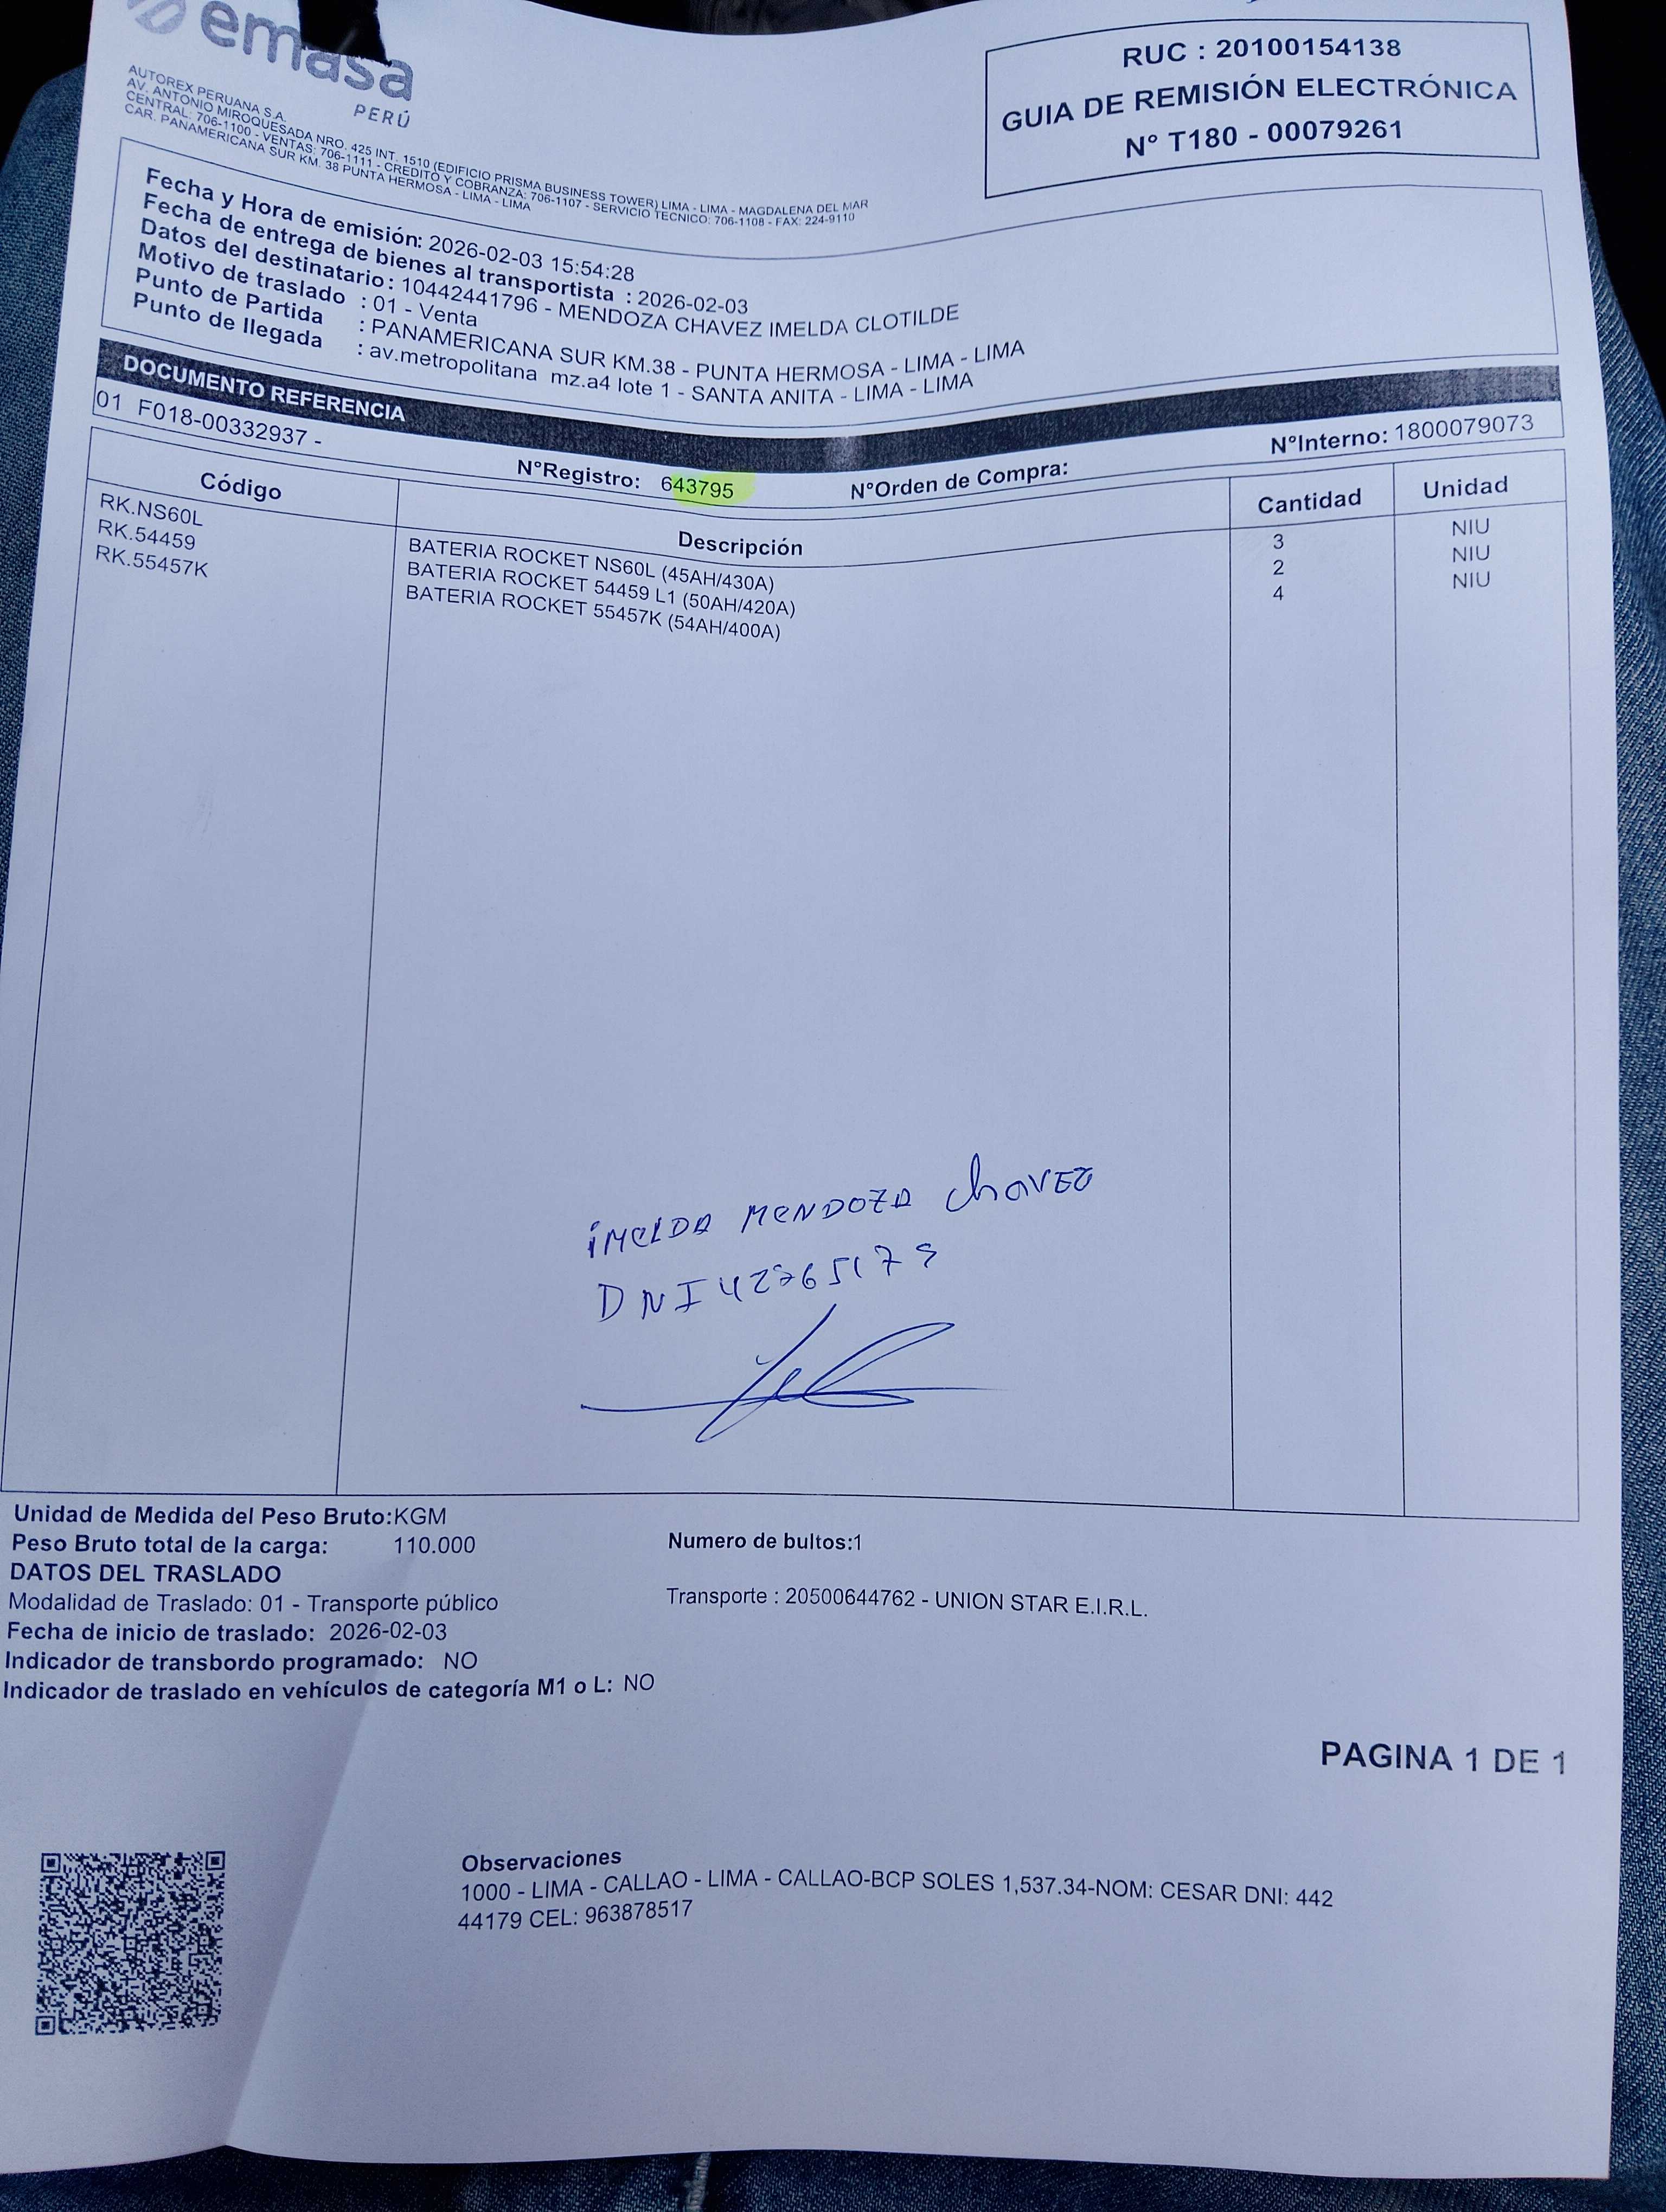 emasa
PERÚ
AUTOREX PERUANA S.A.
AV. ANTONIO MIROQUESADA NRO. 425 INT. 1510 (EDIFICIO PRISMA BUSINESS TOWER) LIMA - LIMA - MAGDALENA DEL MAR
CENTRAL: 706-1100 - VENTAS: 706-1111 - CREDITO Y COBRANZA: 706-1107 - SERVICIO TECNICO: 706-1108 - FAX: 224-9110
CAR. PANAMERICANA SUR KM. 38 PUNTA HERMOSA - LIMA - LIMA
RUC : 20100154138
GUIA DE REMISIÓN ELECTRÓNICA
N° T180 - 00079261
Fecha y Hora de emisión: 2026-02-03 15:54:28
Fecha de entrega de bienes al transportista : 2026-02-03
Datos del destinatario: 10442441796 - MENDOZA CHAVEZ IMELDA CLOTILDE
Motivo de traslado : 01 - Venta
Punto de Partida : PANAMERICANA SUR KM.38 - PUNTA HERMOSA - LIMA - LIMA
Punto de llegada : av.metropolitana mz.a4 lote 1 - SANTA ANITA - LIMA - LIMA
DOCUMENTO REFERENCIA
01 F018-00332937 - N°Registro: 643795 N°Orden de Compra: N°Interno: 1800079073
Código Descripción Cantidad Unidad
RK.NS60L BATERIA ROCKET NS60L (45AH/430A) 3 NIU
RK.54459 BATERIA ROCKET 54459 L1 (50AH/420A) 2 NIU
RK.55457K BATERIA ROCKET 55457K (54AH/400A) 4 NIU
iMELDA MENDOZA chavez
DNI
Unidad de Medida del Peso Bruto:KGM
Peso Bruto total de la carga: 110.000 Numero de bultos:1
DATOS DEL TRASLADO
Modalidad de Traslado: 01 - Transporte público Transporte : 20500644762 - UNION STAR E.I.R.L.
Fecha de inicio de traslado: 2026-02-03
Indicador de transbordo programado: NO
Indicador de traslado en vehículos de categoría M1 o L: NO
PAGINA 1 DE 1
Observaciones
1000 - LIMA - CALLAO - LIMA - CALLAO-BCP SOLES 1,537.34-NOM: CESAR DNI: 442
44179 CEL: 963878517